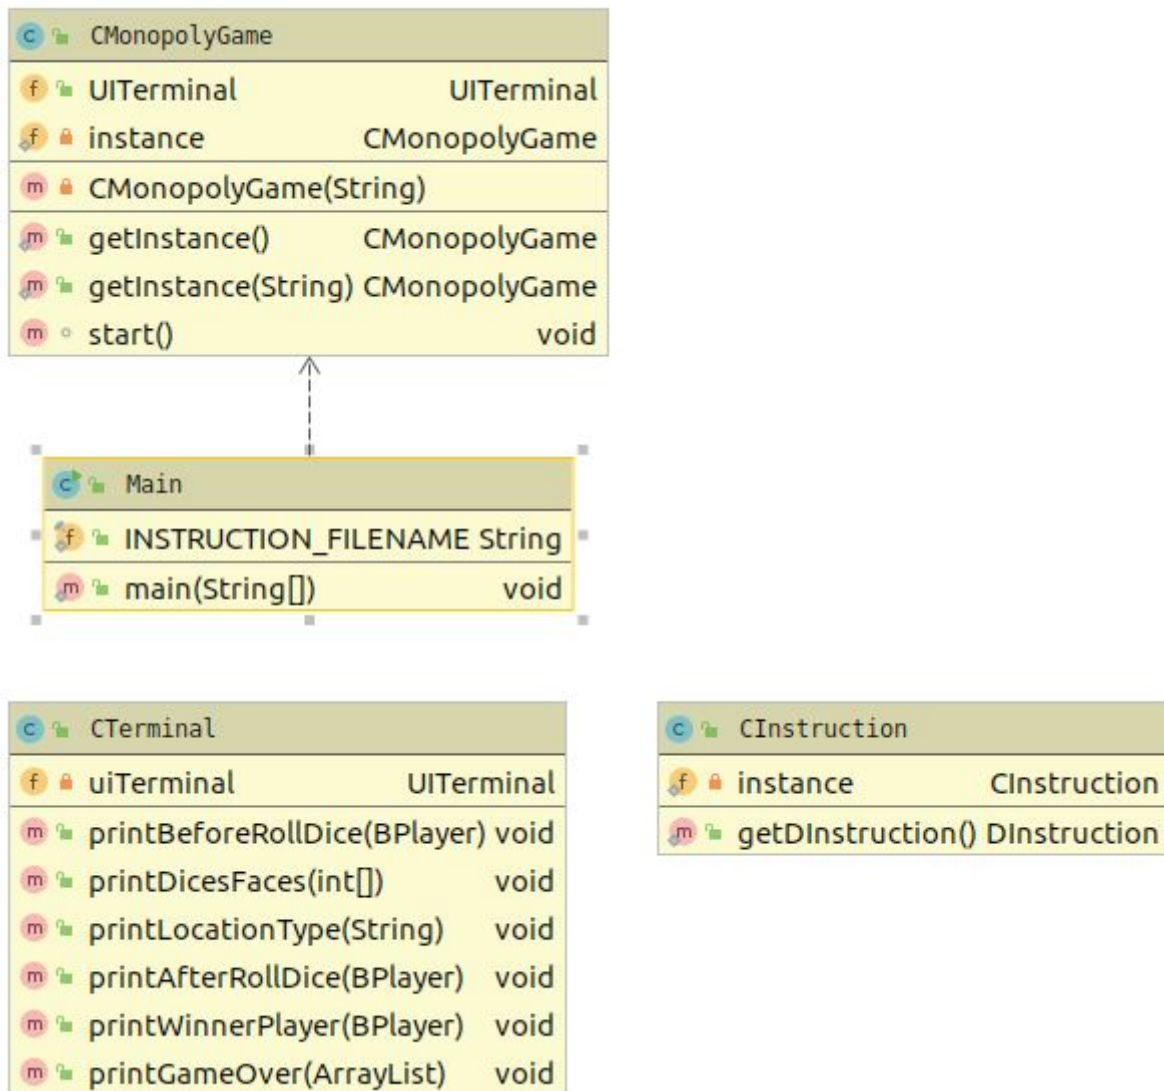 CMonopolyGame
UITerminal UITerminal
instance CMonopolyGame
CMonopolyGame(String)
getInstance() CMonopolyGame
getInstance(String) CMonopolyGame
start() void
Main
INSTRUCTION_FILENAME String
main(String[]) void
CTerminal
uiTerminal UITerminal
printBeforeRollDice(BPlayer) void
printDicesFaces(int[]) void
printLocationType(String) void
printAfterRollDice(BPlayer) void
printWinnerPlayer(BPlayer) void
printGameOver(ArrayList) void
CInstruction
instance CInstruction
getDInstruction() DInstruction